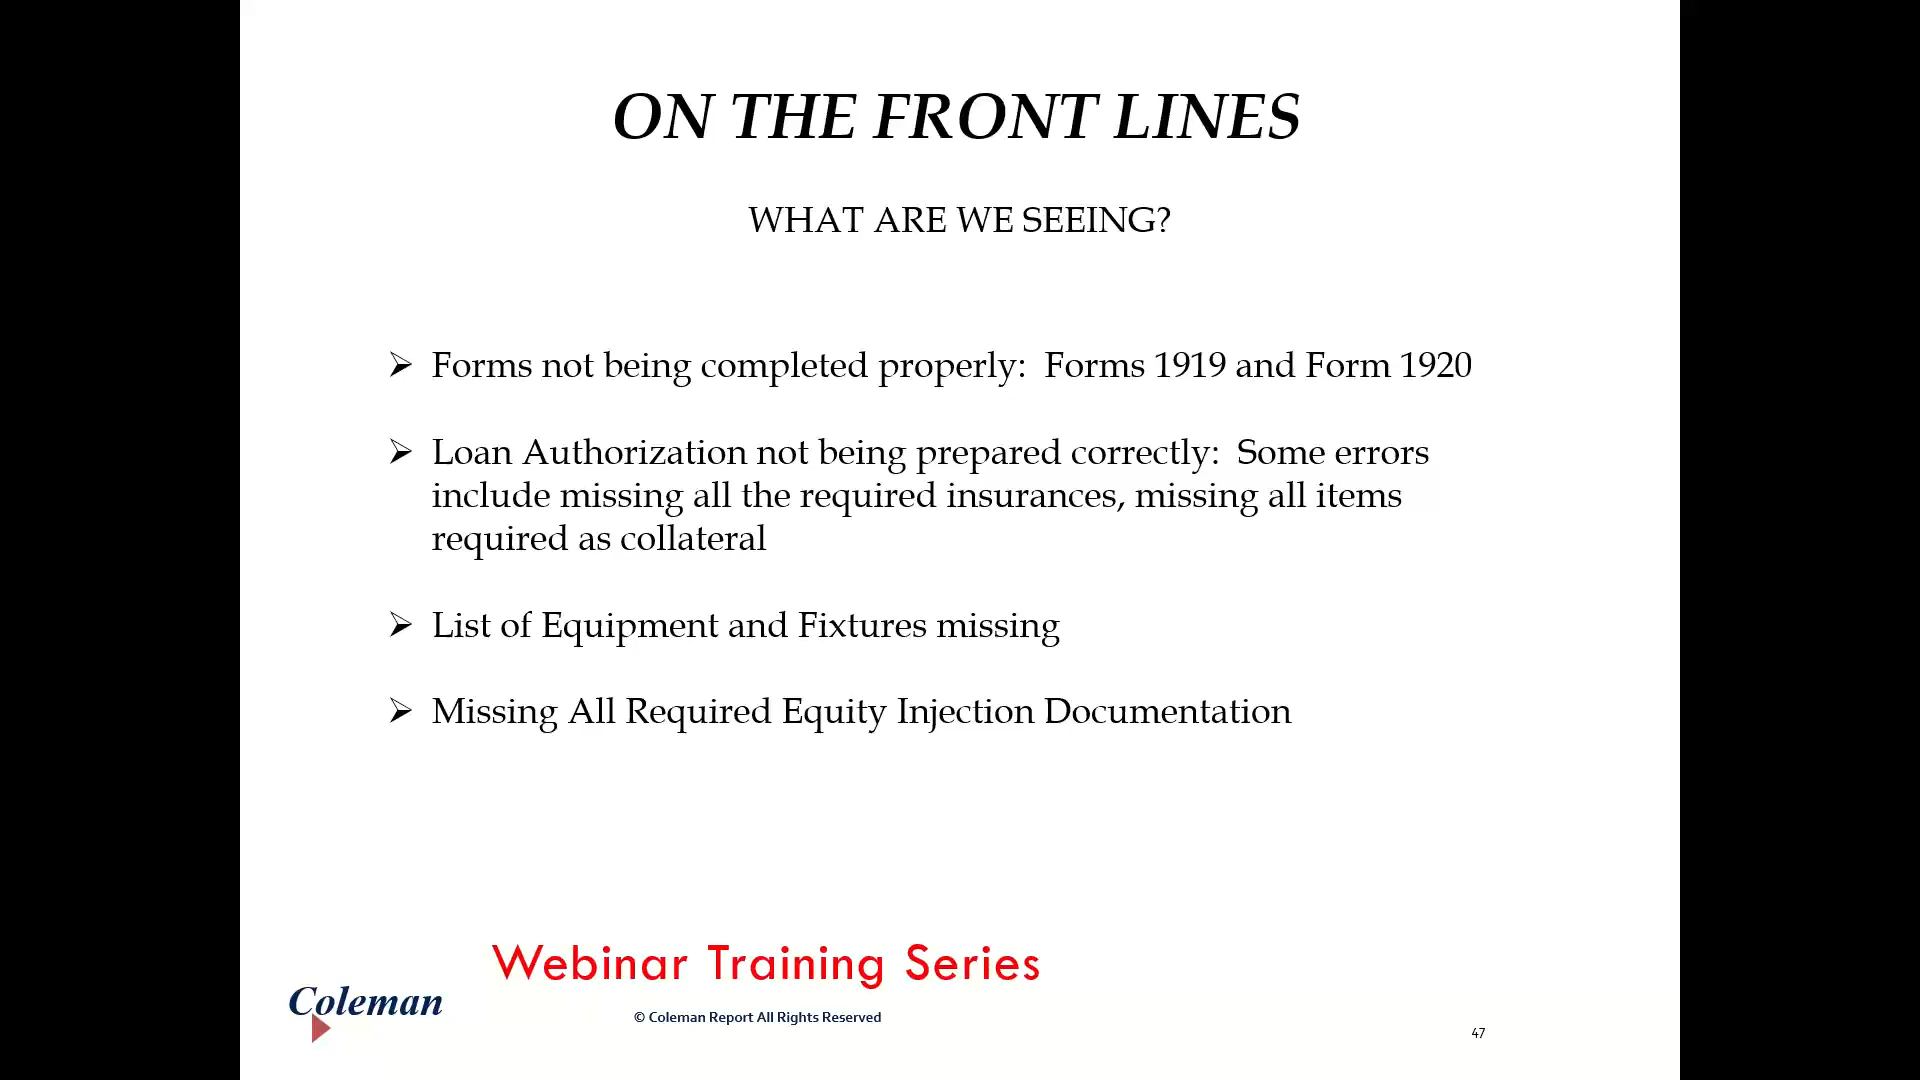 ON THE FRONT LINES
WHAT ARE WE SEEING?
➢ Forms not being completed properly:  Forms 1919 and Form 1920
➢ Loan Authorization not being prepared correctly:  Some errors
include missing all the required insurances, missing all items
required as collateral
➢ List of Equipment and Fixtures missing
➢ Missing All Required Equity Injection Documentation
Webinar Training Series
Coleman
© Coleman Report All Rights Reserved
47